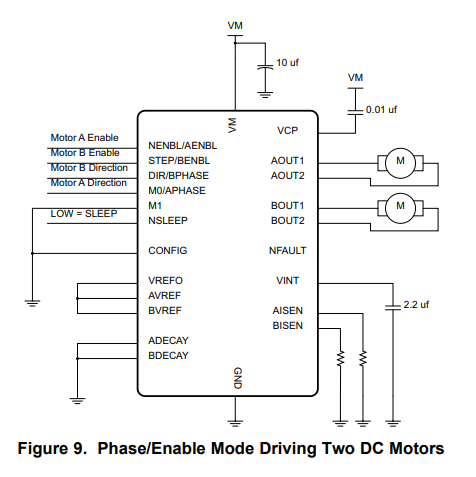 VM
10 uf
VM
0.01 uf
VM
VCP
Motor A Enable
NENBL/AENBL
Motor B Enable
STEP/BENBL
AOUT1
M
Motor B Direction
DIR/BPHASE
AOUT2
Motor A Direction
M0/APHASE
M1
BOUT1
M
LOW = SLEEP
NSLEEP
BOUT2
CONFIG
NFAULT
VREFO
VINT
AVREF
2.2 uf
BVREF
AISEN
BISEN
ADECAY
BDECAY
GND
Figure 9. Phase/Enable Mode Driving Two DC Motors